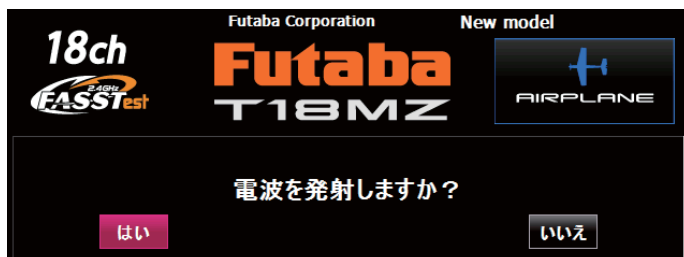 Futaba Corporation New model
18ch
Futaba
2.4GHz
FASSTest
T18MZ
AIRPLANE
電波を発射しますか？
はい いいえ